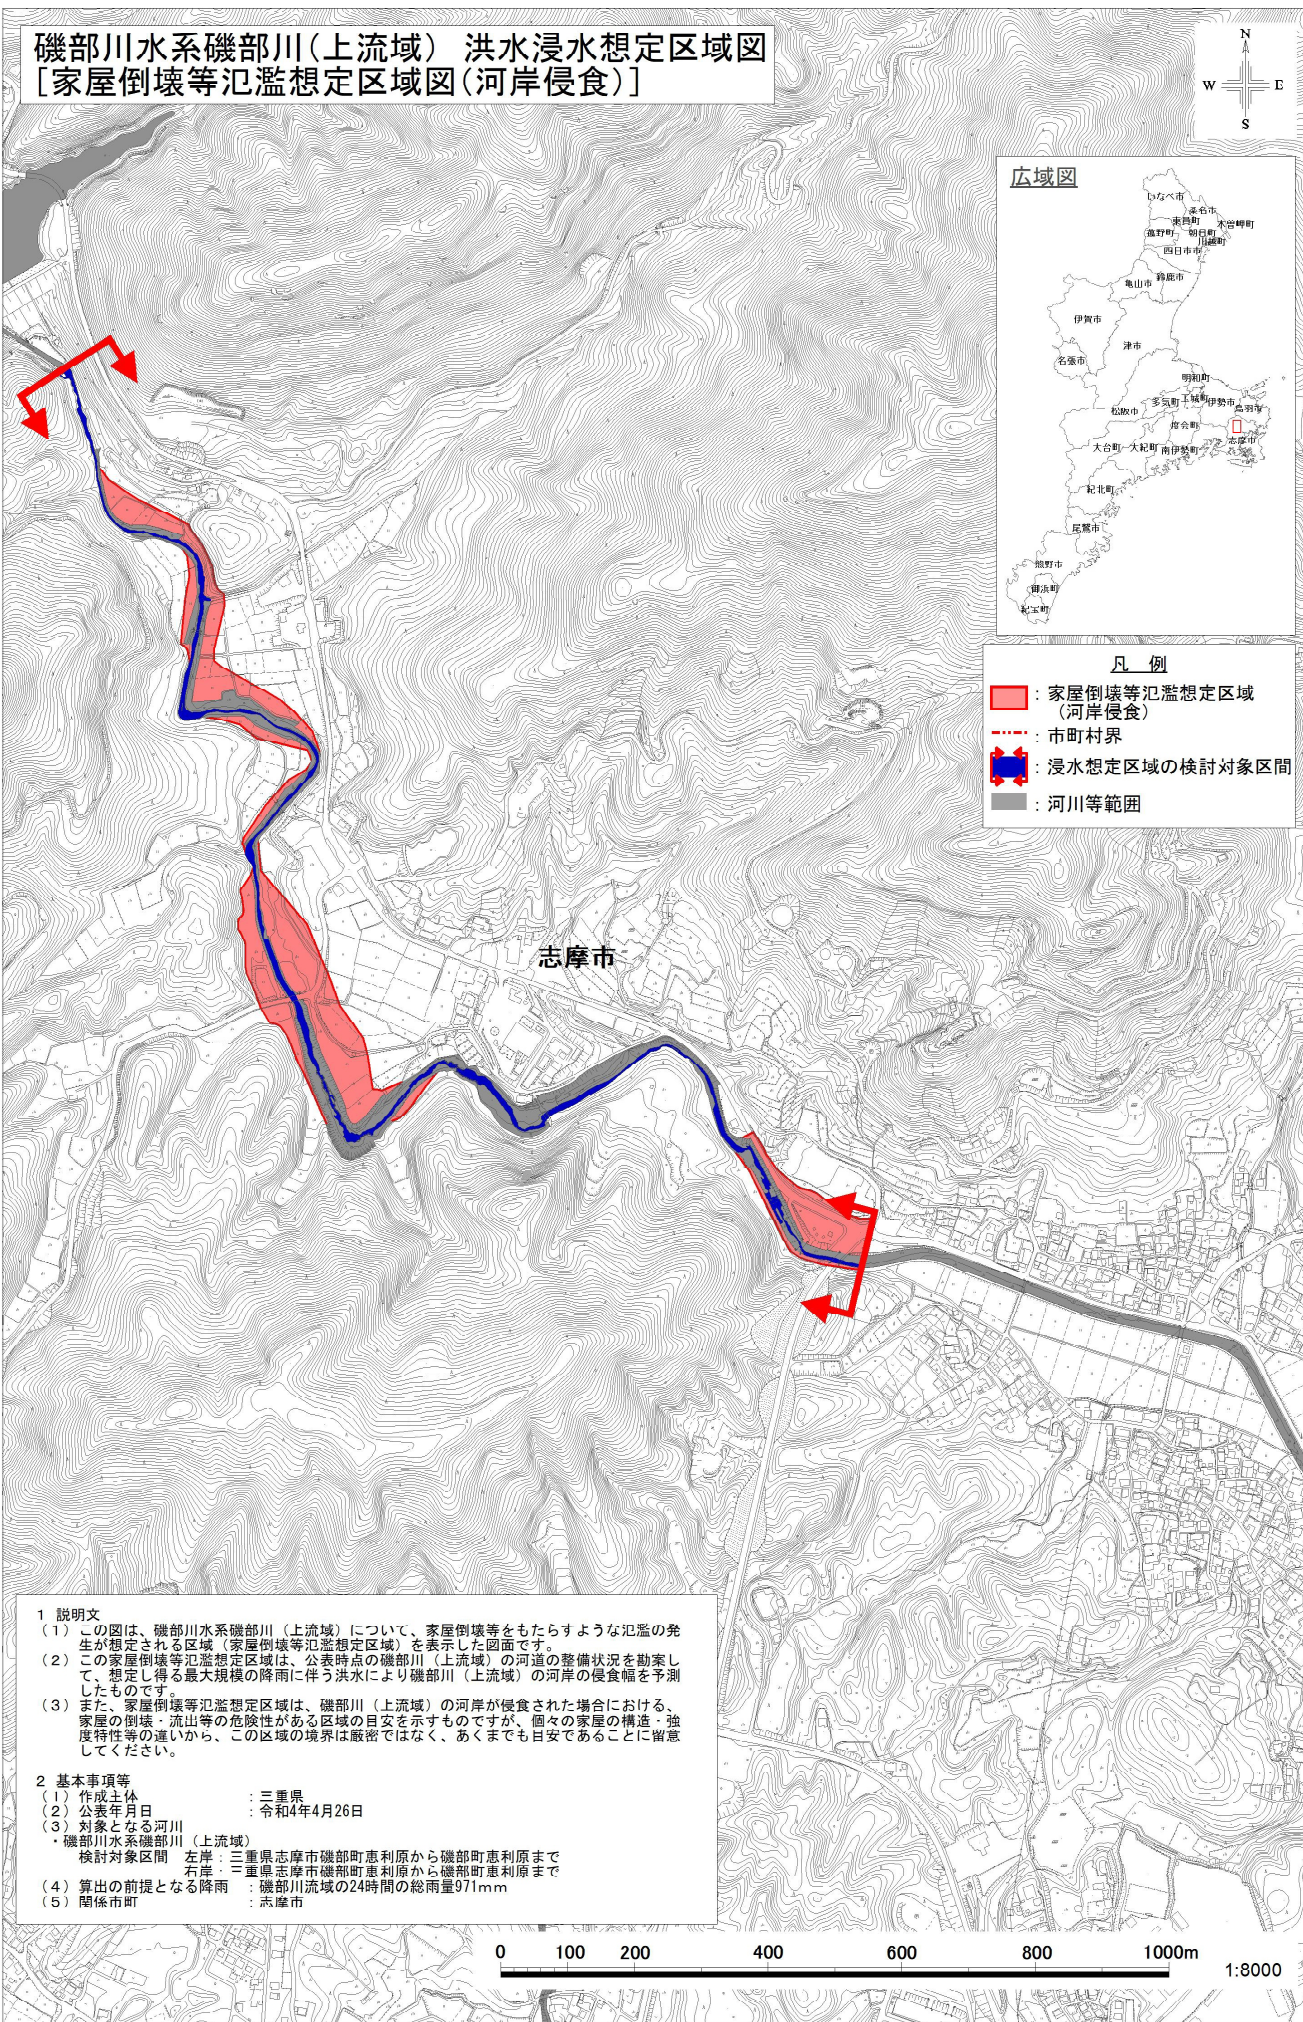 磯部川水系磯部川(上流域) 洪水浸水想定区域図
[家屋倒壊等氾濫想定区域図(河岸侵食)]
N
W E
S
広域図
いなべ市
桑名市
東員町
木曽岬町
菰野町
朝日町
川越町
四日市市
鈴鹿市
亀山市
伊賀市
津市
名張市
明和町
多気町
玉城町
伊勢市
鳥羽市
松阪市
度会町
志摩市
大台町
大紀町
南伊勢町
紀北町
尾鷲市
熊野市
御浜町
紀宝町
凡 例
：家屋倒壊等氾濫想定区域
（河岸侵食）
：市町村界
：浸水想定区域の検討対象区間
：河川等範囲
志摩市
1 説明文
（1）この図は、磯部川水系磯部川（上流域）について、家屋倒壊等をもたらすような氾濫の発
生が想定される区域（家屋倒壊等氾濫想定区域）を表示した図面です。
（2）この家屋倒壊等氾濫想定区域は、公表時点の磯部川（上流域）の河道の整備状況を勘案し
て、想定し得る最大規模の降雨に伴う洪水により磯部川（上流域）の河岸の侵食幅を予測
したものです。
（3）また、家屋倒壊等氾濫想定区域は、磯部川（上流域）の河岸が侵食された場合における、
家屋の倒壊・流出等の危険性がある区域の目安を示すものですが、個々の家屋の構造・強
度特性等の違いから、この区域の境界は厳密ではなく、あくまでも目安であることに留意
してください。
2 基本事項等
（1）作成主体 ：三重県
（2）公表年月日 ：令和4年4月26日
（3）対象となる河川
・磯部川水系磯部川（上流域）
検討対象区間 左岸：三重県志摩市磯部町恵利原から磯部町恵利原まで
右岸：三重県志摩市磯部町恵利原から磯部町恵利原まで
（4）算出の前提となる降雨 ：磯部川流域の24時間の総雨量971mm
（5）関係市町 ：志摩市
0 100 200 400 600 800 1000m
1:8000